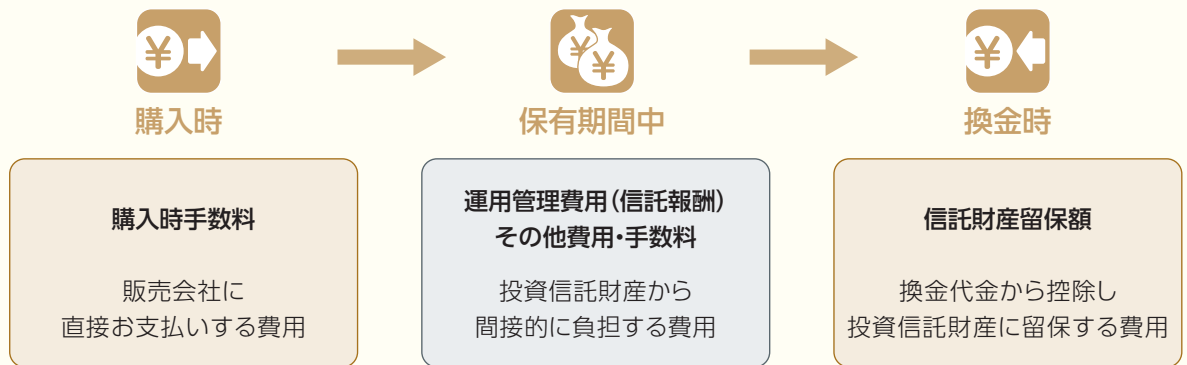 ¥
¥
¥
¥
購入時
保有期間中
換金時
購入時手数料
販売会社に
直接お支払いする費用
運用管理費用（信託報酬）
その他費用・手数料
投資信託財産から
間接的に負担する費用
信託財産留保額
換金代金から控除し
投資信託財産に留保する費用